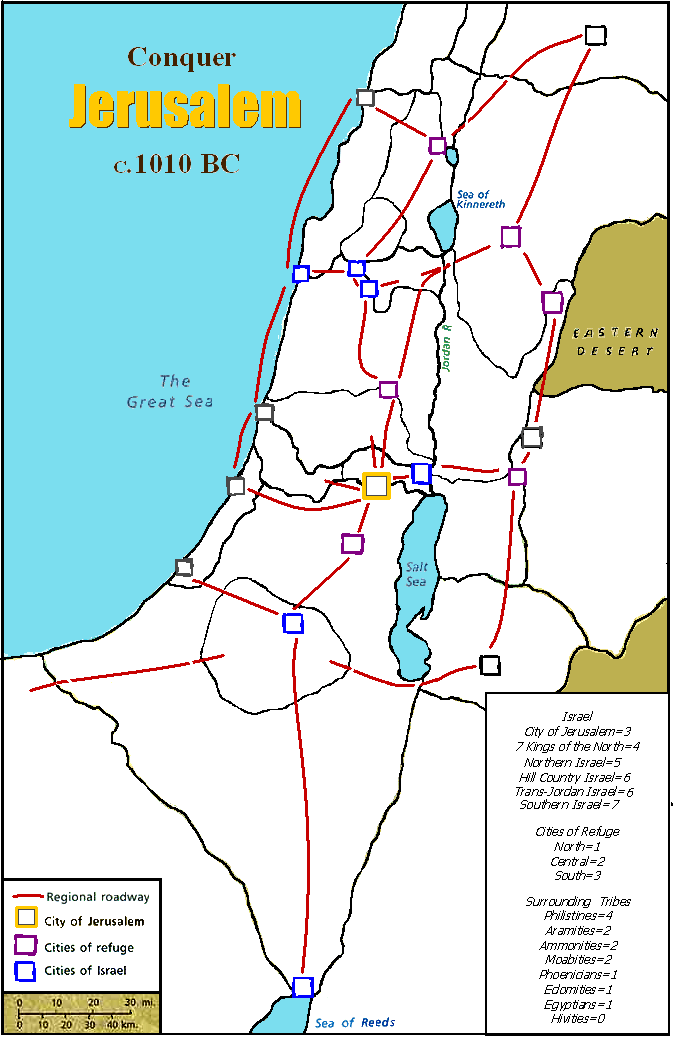 Conquer
Jerusalem
c.1010 BC
Sea of
Kinnereth
EASTERN
DESERT
Jordan R
The
Great Sea
Salt
Sea
Israel
City of Jerusalem=3
7 Kings of the North=4
Northern Israel=5
Hill Country Israel=6
Trans-Jordan Israel=6
Southern Israel=7
Cities of Refuge
North=1
Central=2
South=3
Surrounding Tribes
Philistines=4
Aramities=2
Ammonities=2
Moabities=2
Phoenicians=1
Edomities=1
Egyptians=1
Hivities=0
Regional roadway
City of Jerusalem
Cities of refuge
Cities of Israel
0 10 20 30 mi.
0 10 20 30 40 km.
Sea of Reeds